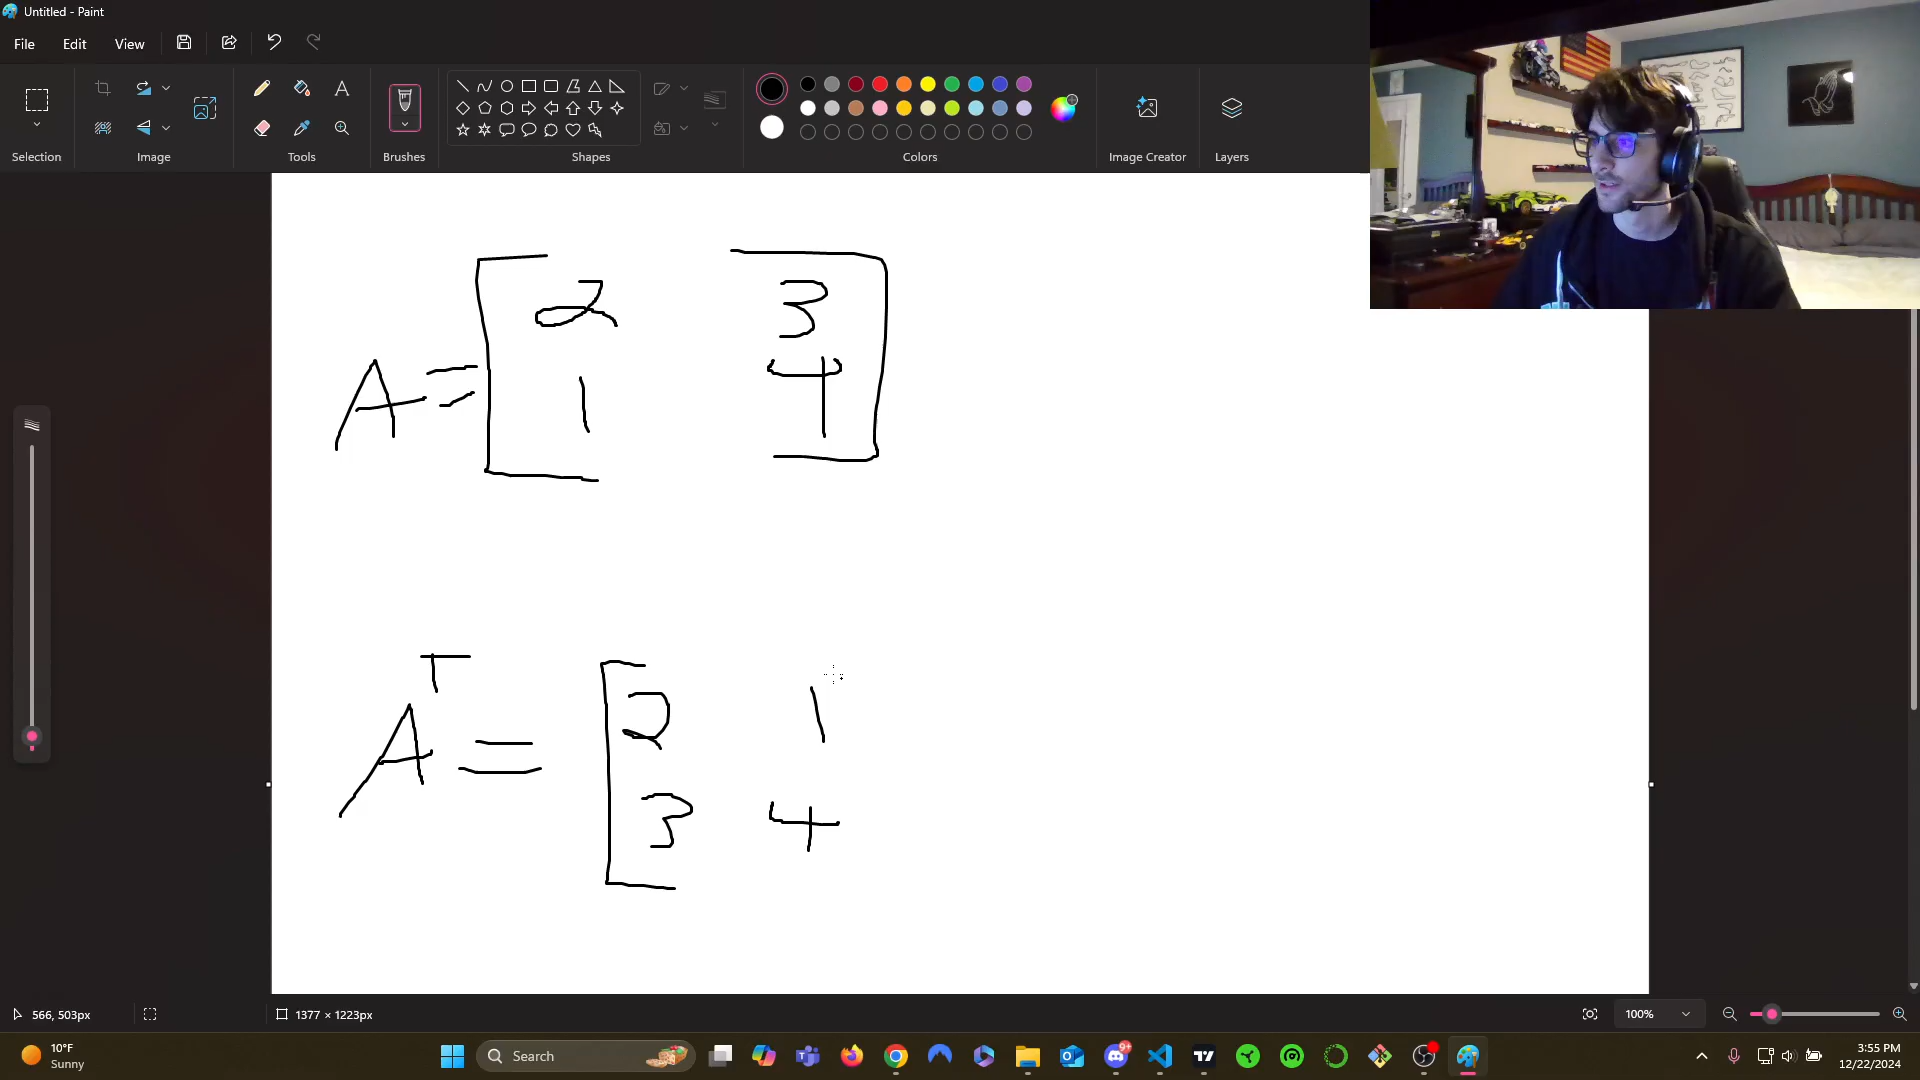 Untitled - Paint
File Edit View
Selection Image Tools Brushes Shapes Colors Image Creator Layers
A = [ 2 3
1 4 ]
A^T = [ 2 1
3 4
566, 503px 1377 × 1223px 100%
10°F
Sunny
Search
9+
3:55 PM
12/22/2024